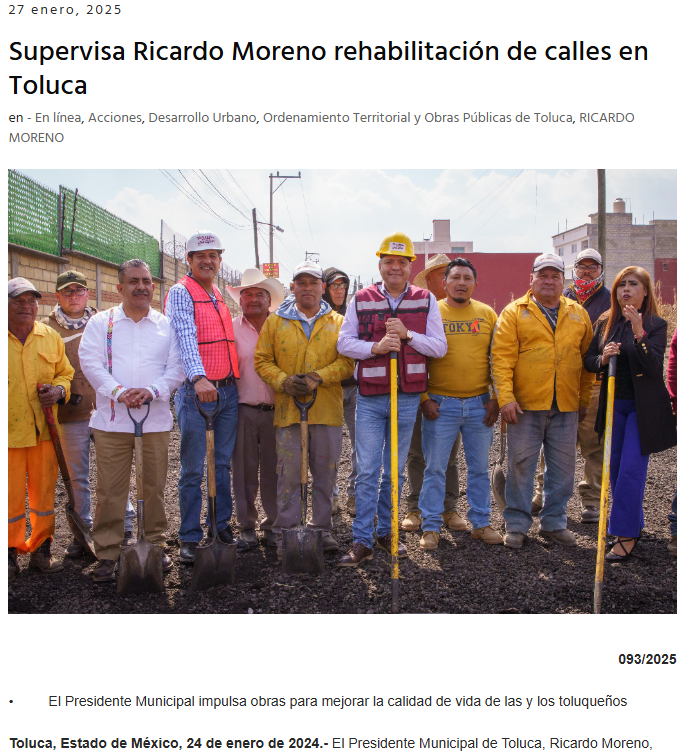 27 enero, 2025
Supervisa Ricardo Moreno rehabilitación de calles en
Toluca
en - En línea, Acciones, Desarrollo Urbano, Ordenamiento Territorial y Obras Públicas de Toluca, RICARDO
MORENO
TOKYO
093/2025
• El Presidente Municipal impulsa obras para mejorar la calidad de vida de las y los toluqueños
Toluca, Estado de México, 24 de enero de 2024.- El Presidente Municipal de Toluca, Ricardo Moreno,